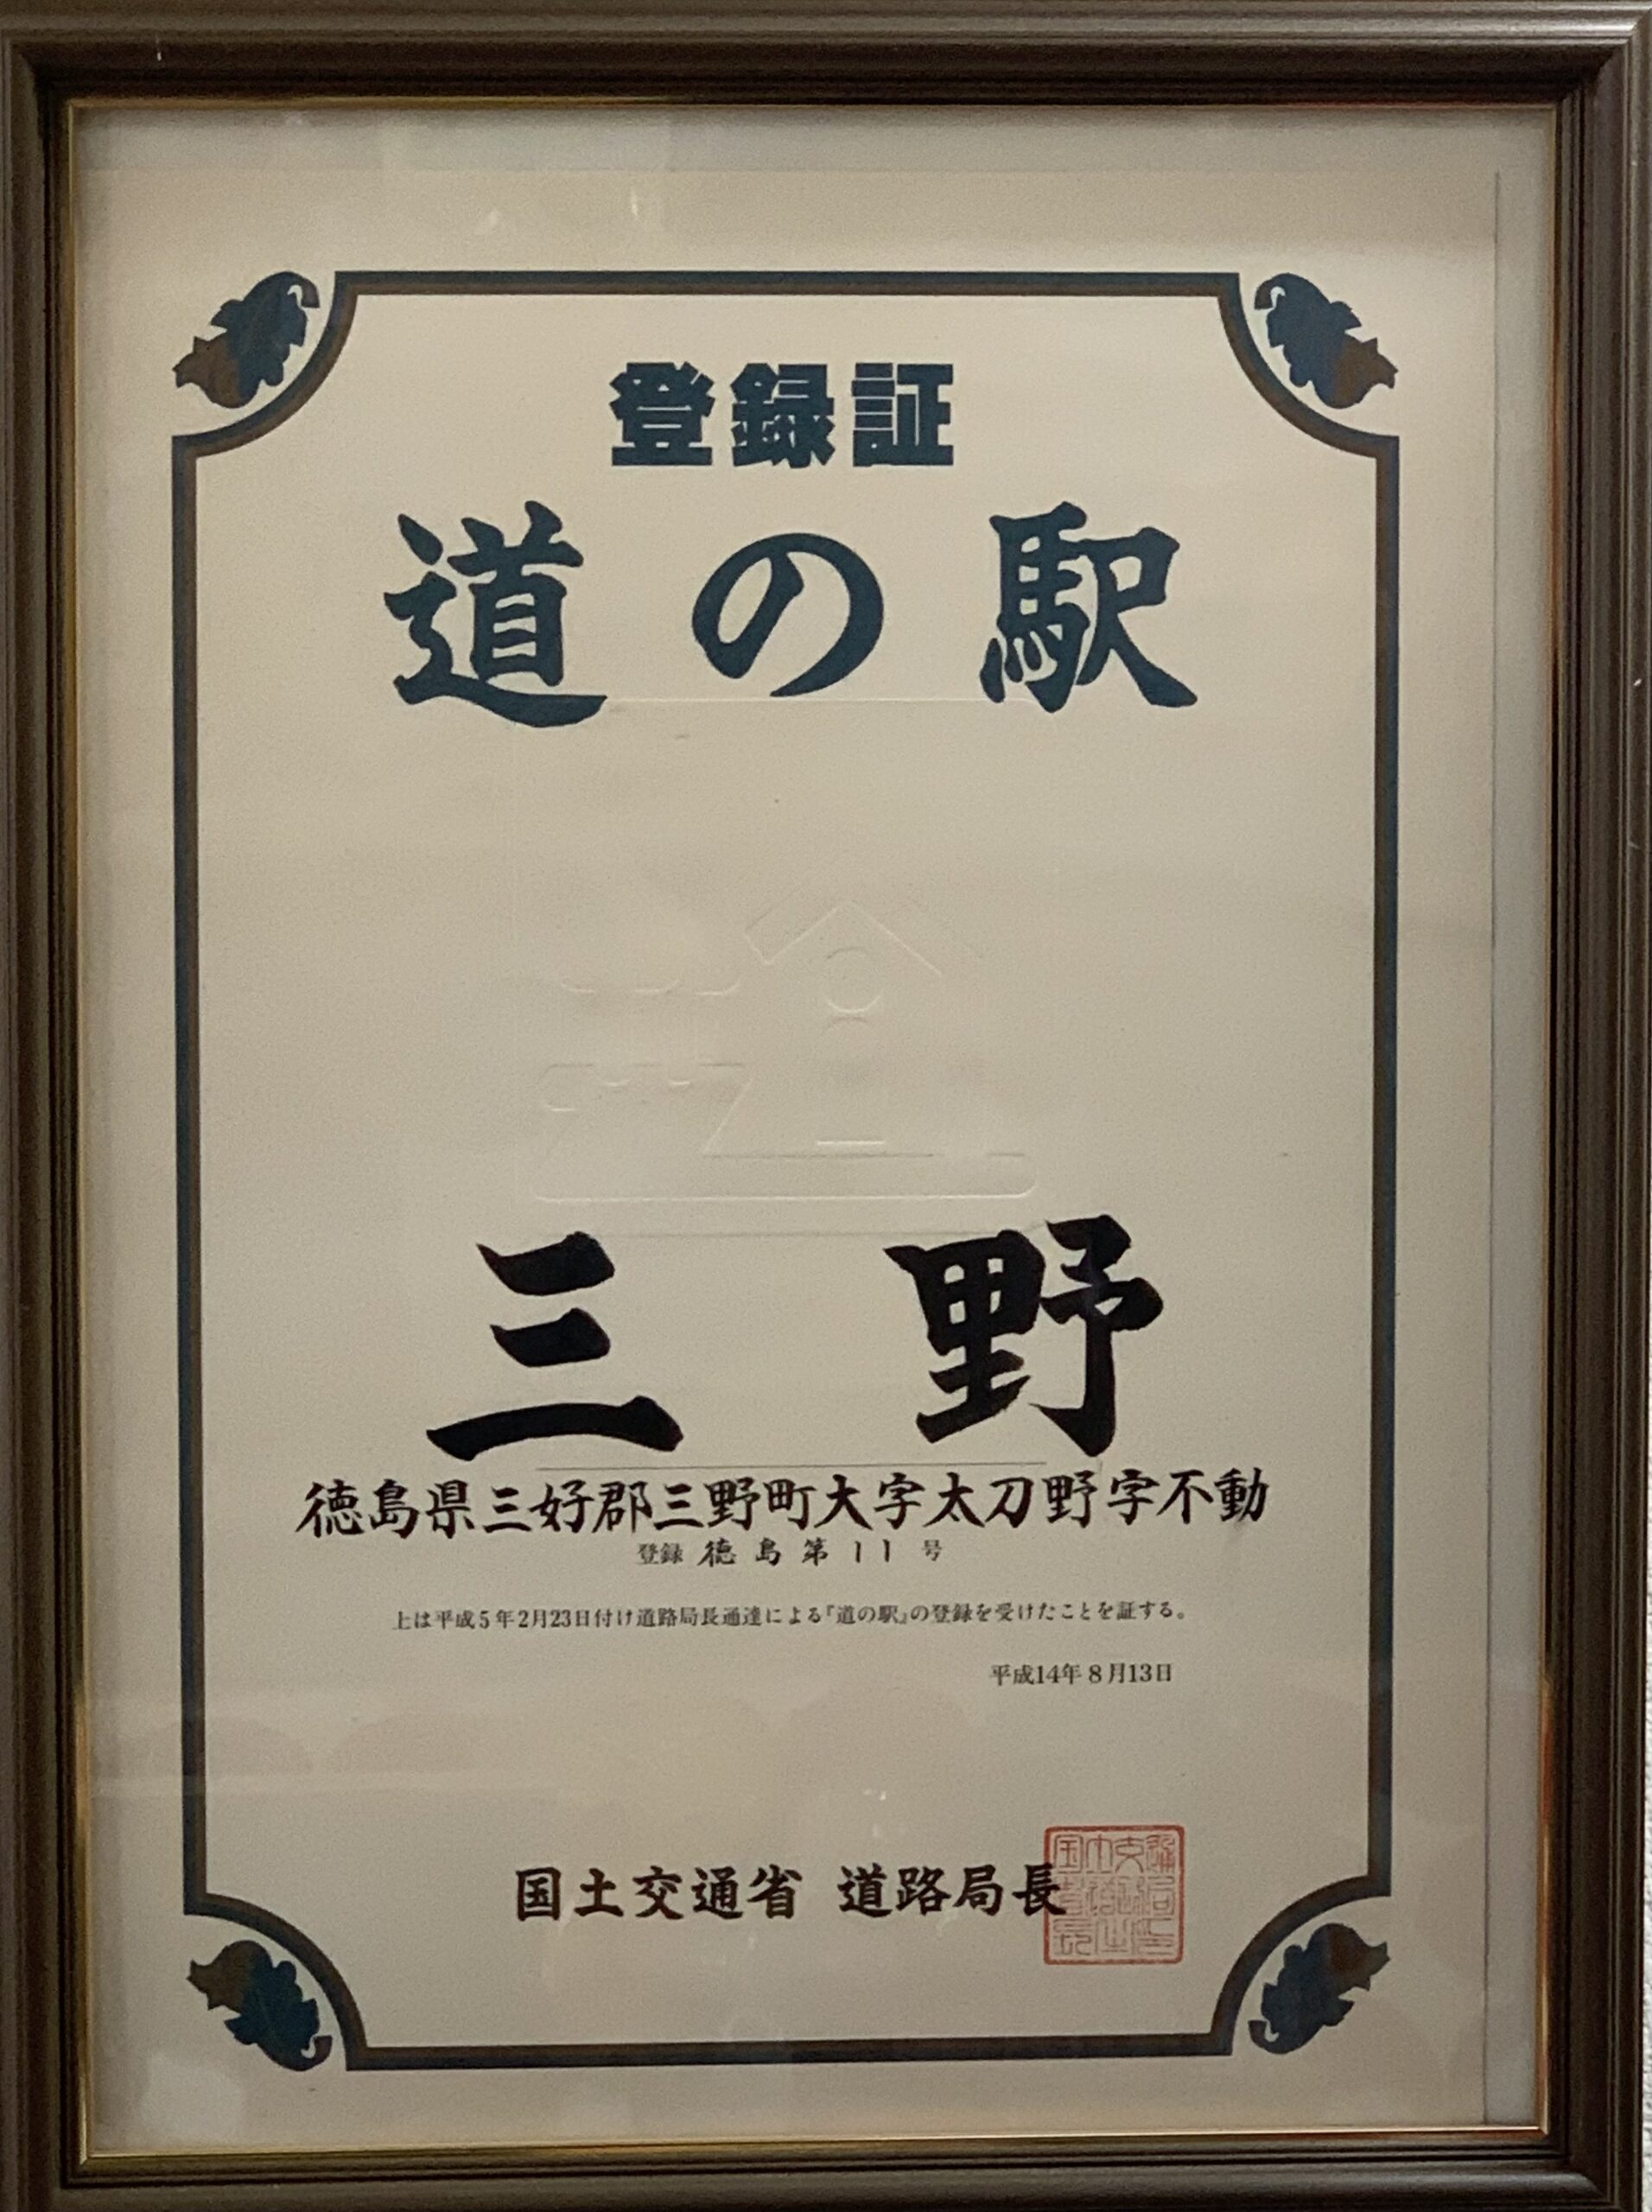 登録証
道の駅
三野
徳島県三好郡三野町大字太刀野字不動
登録 徳島第11号
上は平成5年2月23日付け道路局長通達による『道の駅』の登録を受けたことを証する。
平成14年8月13日
国土交通省 道路局長